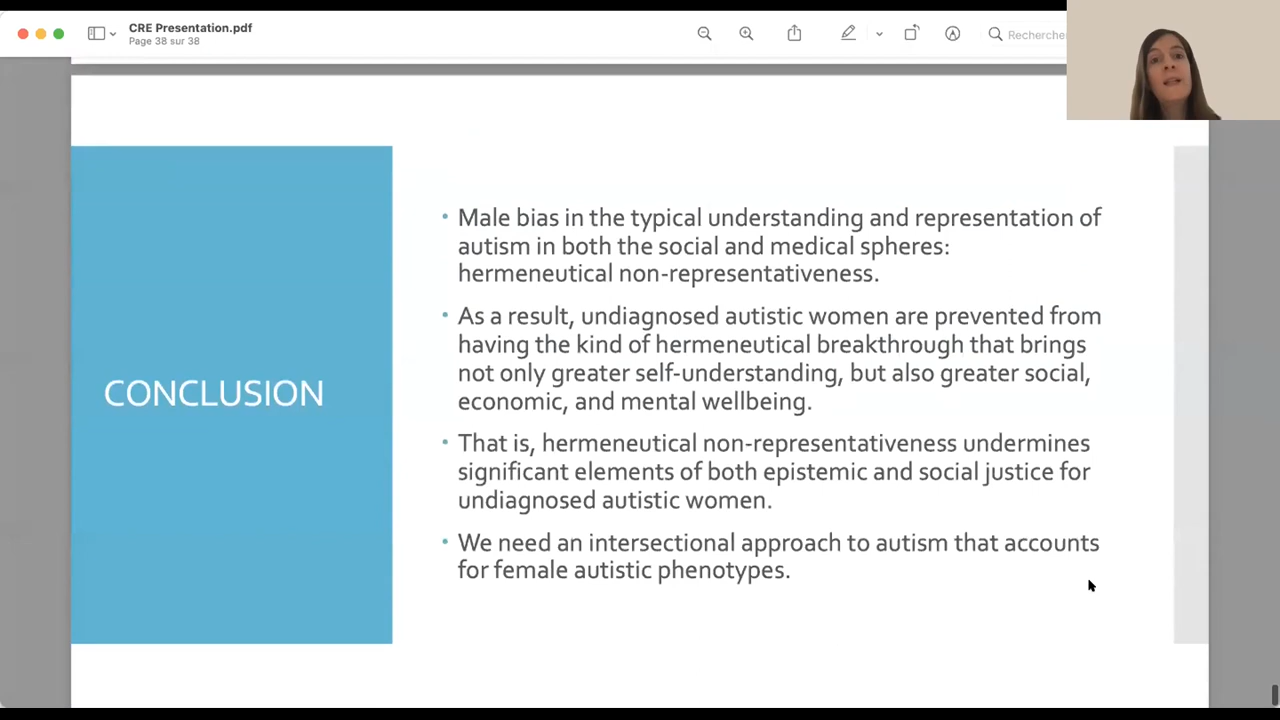 CRE Presentation.pdf
Page 38 sur 38
Recherche
CONCLUSION
• Male bias in the typical understanding and representation of
autism in both the social and medical spheres:
hermeneutical non-representativeness.
• As a result, undiagnosed autistic women are prevented from
having the kind of hermeneutical breakthrough that brings
not only greater self-understanding, but also greater social,
economic, and mental wellbeing.
• That is, hermeneutical non-representativeness undermines
significant elements of both epistemic and social justice for
undiagnosed autistic women.
• We need an intersectional approach to autism that accounts
for female autistic phenotypes.